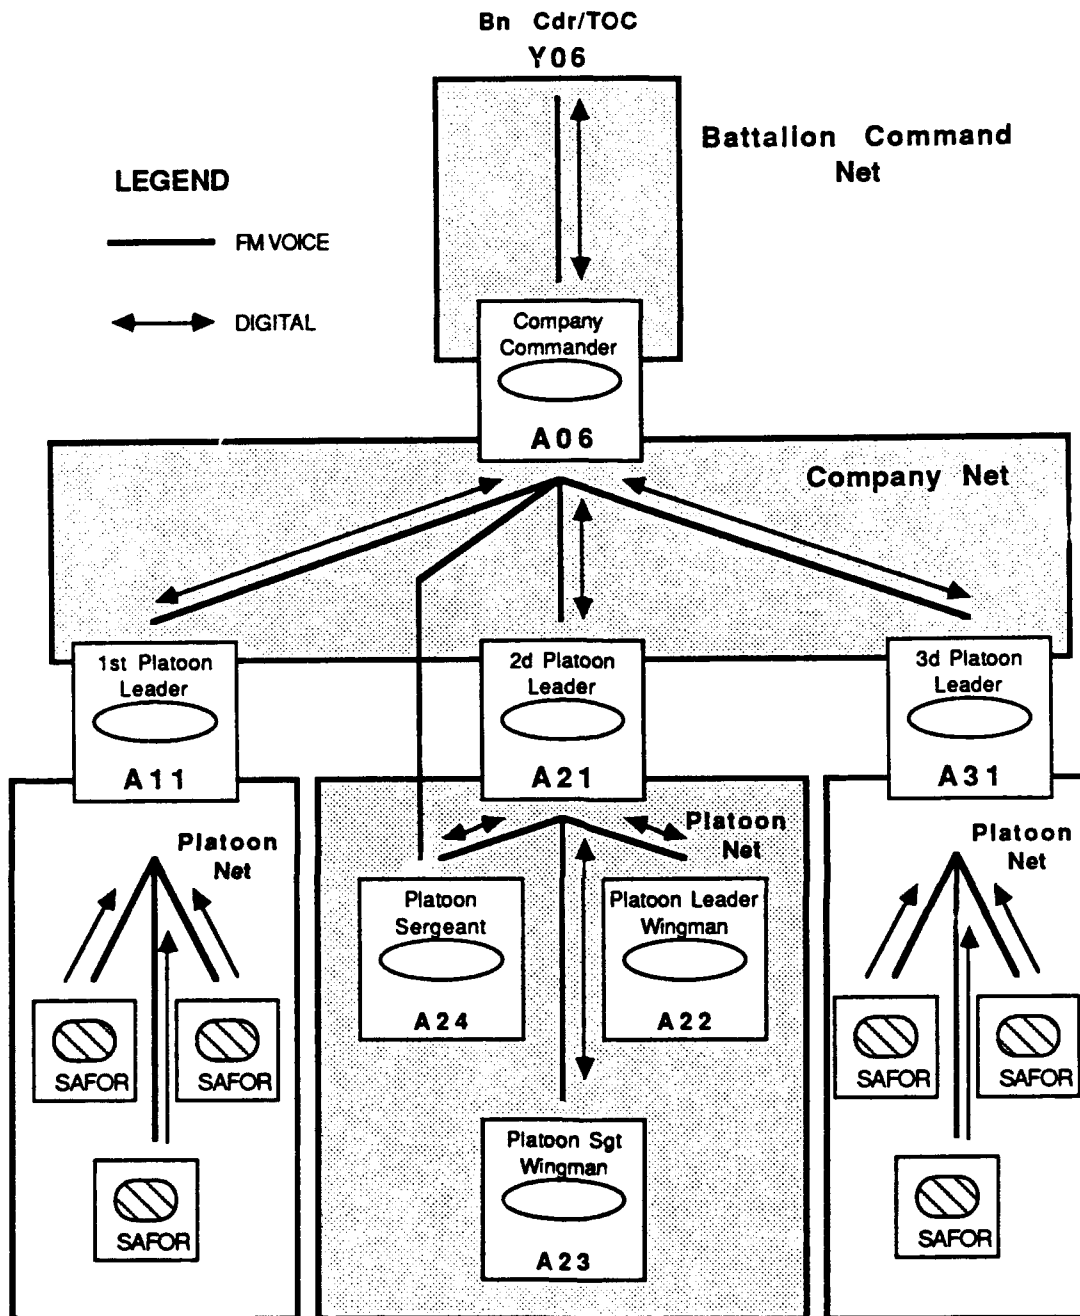 Bn Cdr/TOC
Y06
Battalion Command
Net
LEGEND
FM VOICE
DIGITAL
Company
Commander
A06
Company Net
1st Platoon
Leader
A11
2d Platoon
Leader
A21
3d Platoon
Leader
A31
Platoon
Net
SAFOR
SAFOR
SAFOR
Platoon
Net
Platoon
Sergeant
A24
Platoon Leader
Wingman
A22
Platoon Sgt
Wingman
A23
Platoon
Net
SAFOR
SAFOR
SAFOR